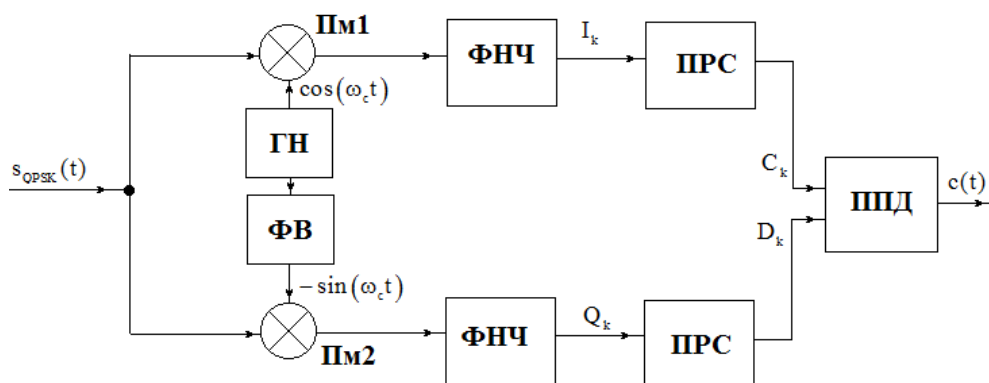 Пм1
ФНЧ
I_k
ПРС
cos(ω_c t)
ГН
s_QPSK(t)
C_k
ППД
c(t)
ФВ
D_k
−sin(ω_c t)
Пм2
ФНЧ
Q_k
ПРС